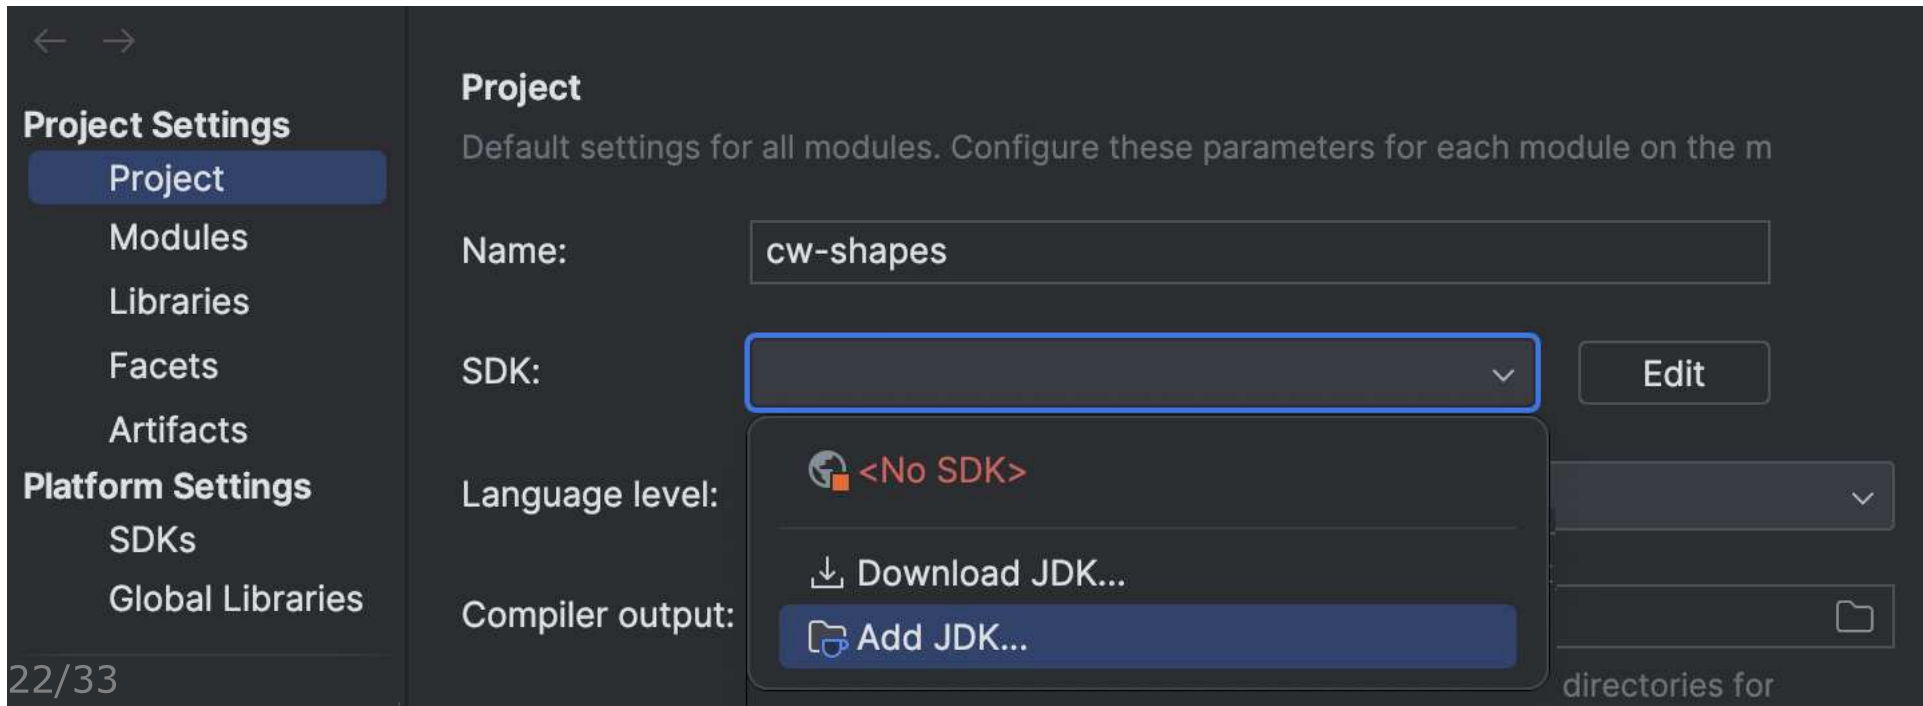 Project Settings
Project
Modules
Libraries
Facets
Artifacts
Platform Settings
SDKs
Global Libraries
22/33
Project
Default settings for all modules. Configure these parameters for each module on the m
Name:
cw-shapes
SDK:
Edit
<No SDK>
Language level:
Download JDK...
Compiler output:
Add JDK...
directories for